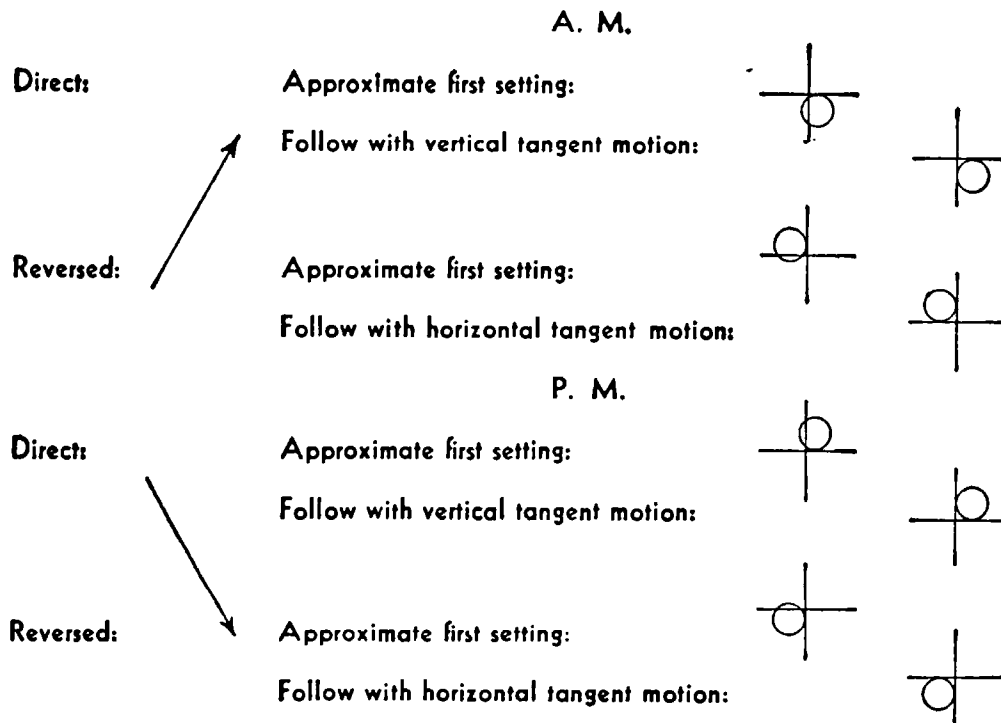 A. M.
Direct: Approximate first setting:
Follow with vertical tangent motion:
Reversed: Approximate first setting:
Follow with horizontal tangent motion:
P. M.
Direct: Approximate first setting:
Follow with vertical tangent motion:
Reversed: Approximate first setting:
Follow with horizontal tangent motion: